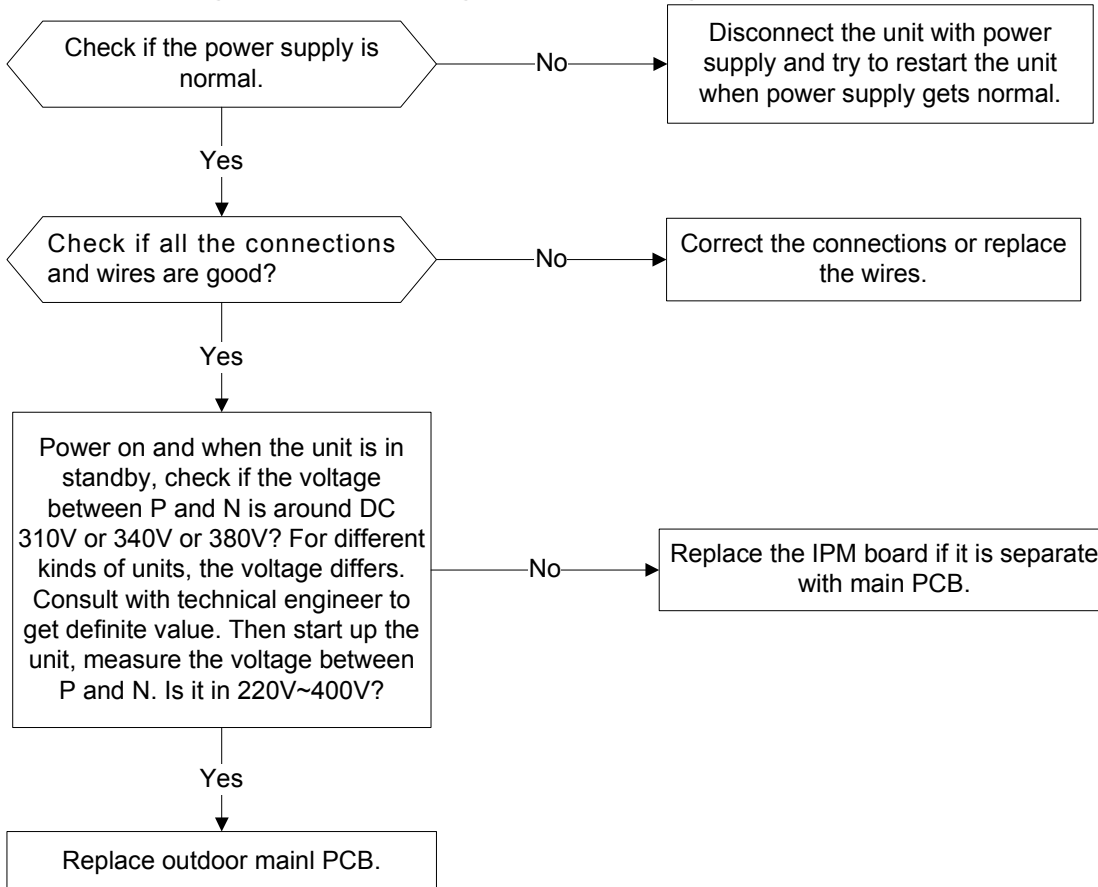 Check if the power supply is
normal.
No
Disconnect the unit with power
supply and try to restart the unit
when power supply gets normal.
Yes
Check if all the connections
and wires are good?
No
Correct the connections or replace
the wires.
Yes
Power on and when the unit is in
standby, check if the voltage
between P and N is around DC
310V or 340V or 380V? For different
kinds of units, the voltage differs.
Consult with technical engineer to
get definite value. Then start up the
unit, measure the voltage between
P and N. Is it in 220V~400V?
No
Replace the IPM board if it is separate
with main PCB.
Yes
Replace outdoor mainl PCB.